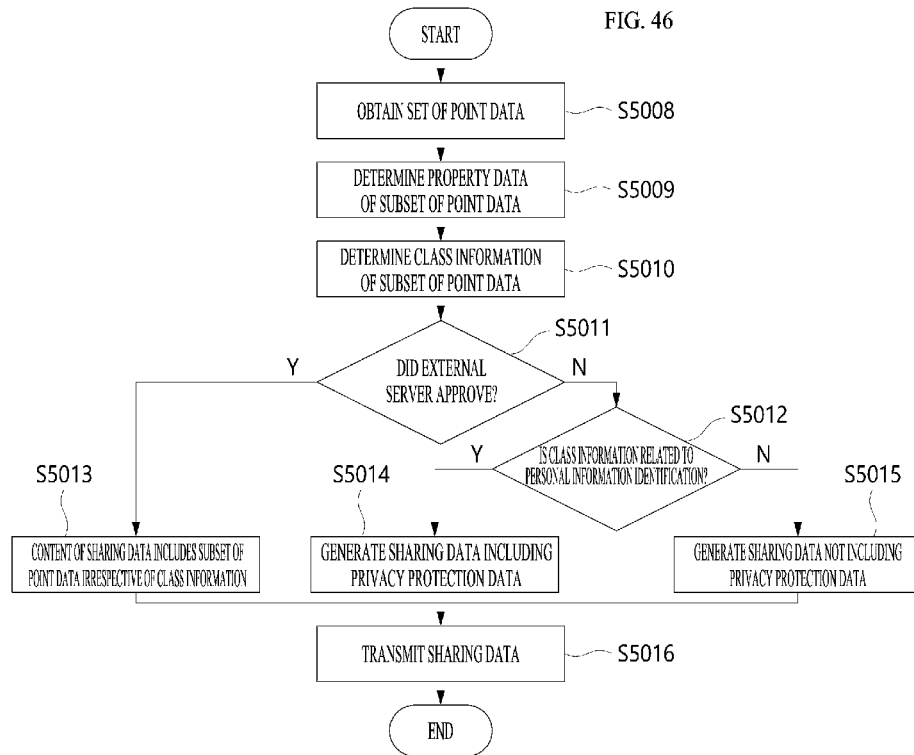 FIG. 46
START
OBTAIN SET OF POINT DATA
S5008
DETERMINE PROPERTY DATA
OF SUBSET OF POINT DATA
S5009
DETERMINE CLASS INFORMATION
OF SUBSET OF POINT DATA
S5010
S5011
Y
DID EXTERNAL
SERVER APPROVE?
N
S5012
Y
IS CLASS INFORMATION RELATED TO
PERSONAL INFORMATION IDENTIFICATION?
N
S5013
S5014
S5015
CONTENT OF SHARING DATA INCLUDES SUBSET OF
POINT DATA IRRESPECTIVE OF CLASS INFORMATION
GENERATE SHARING DATA INCLUDING
PRIVACY PROTECTION DATA
GENERATE SHARING DATA NOT INCLUDING
PRIVACY PROTECTION DATA
TRANSMIT SHARING DATA
S5016
END